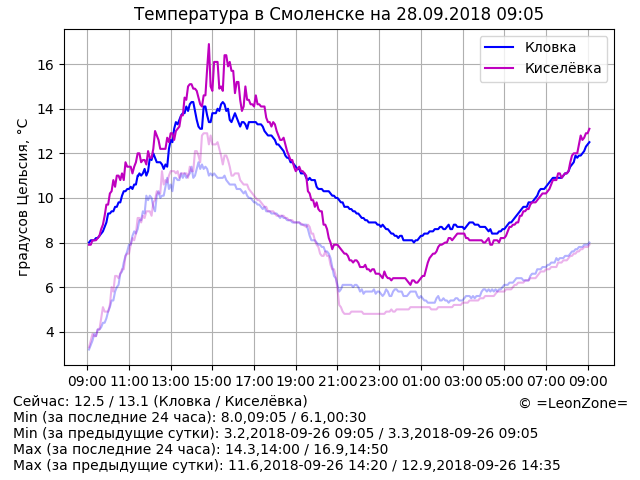 Температура в Смоленске на 28.09.2018 09:05
Кловка
Киселёвка
градусов Цельсия, °C
16
14
12
10
8
6
4
09:00 11:00 13:00 15:00 17:00 19:00 21:00 23:00 01:00 03:00 05:00 07:00 09:00
Сейчас: 12.5 / 13.1 (Кловка / Киселёвка)
© =LeonZone=
Min (за последние 24 часа): 8.0,09:05 / 6.1,00:30
Min (за предыдущие сутки): 3.2,2018-09-26 09:05 / 3.3,2018-09-26 09:05
Max (за последние 24 часа): 14.3,14:00 / 16.9,14:50
Max (за предыдущие сутки): 11.6,2018-09-26 14:20 / 12.9,2018-09-26 14:35